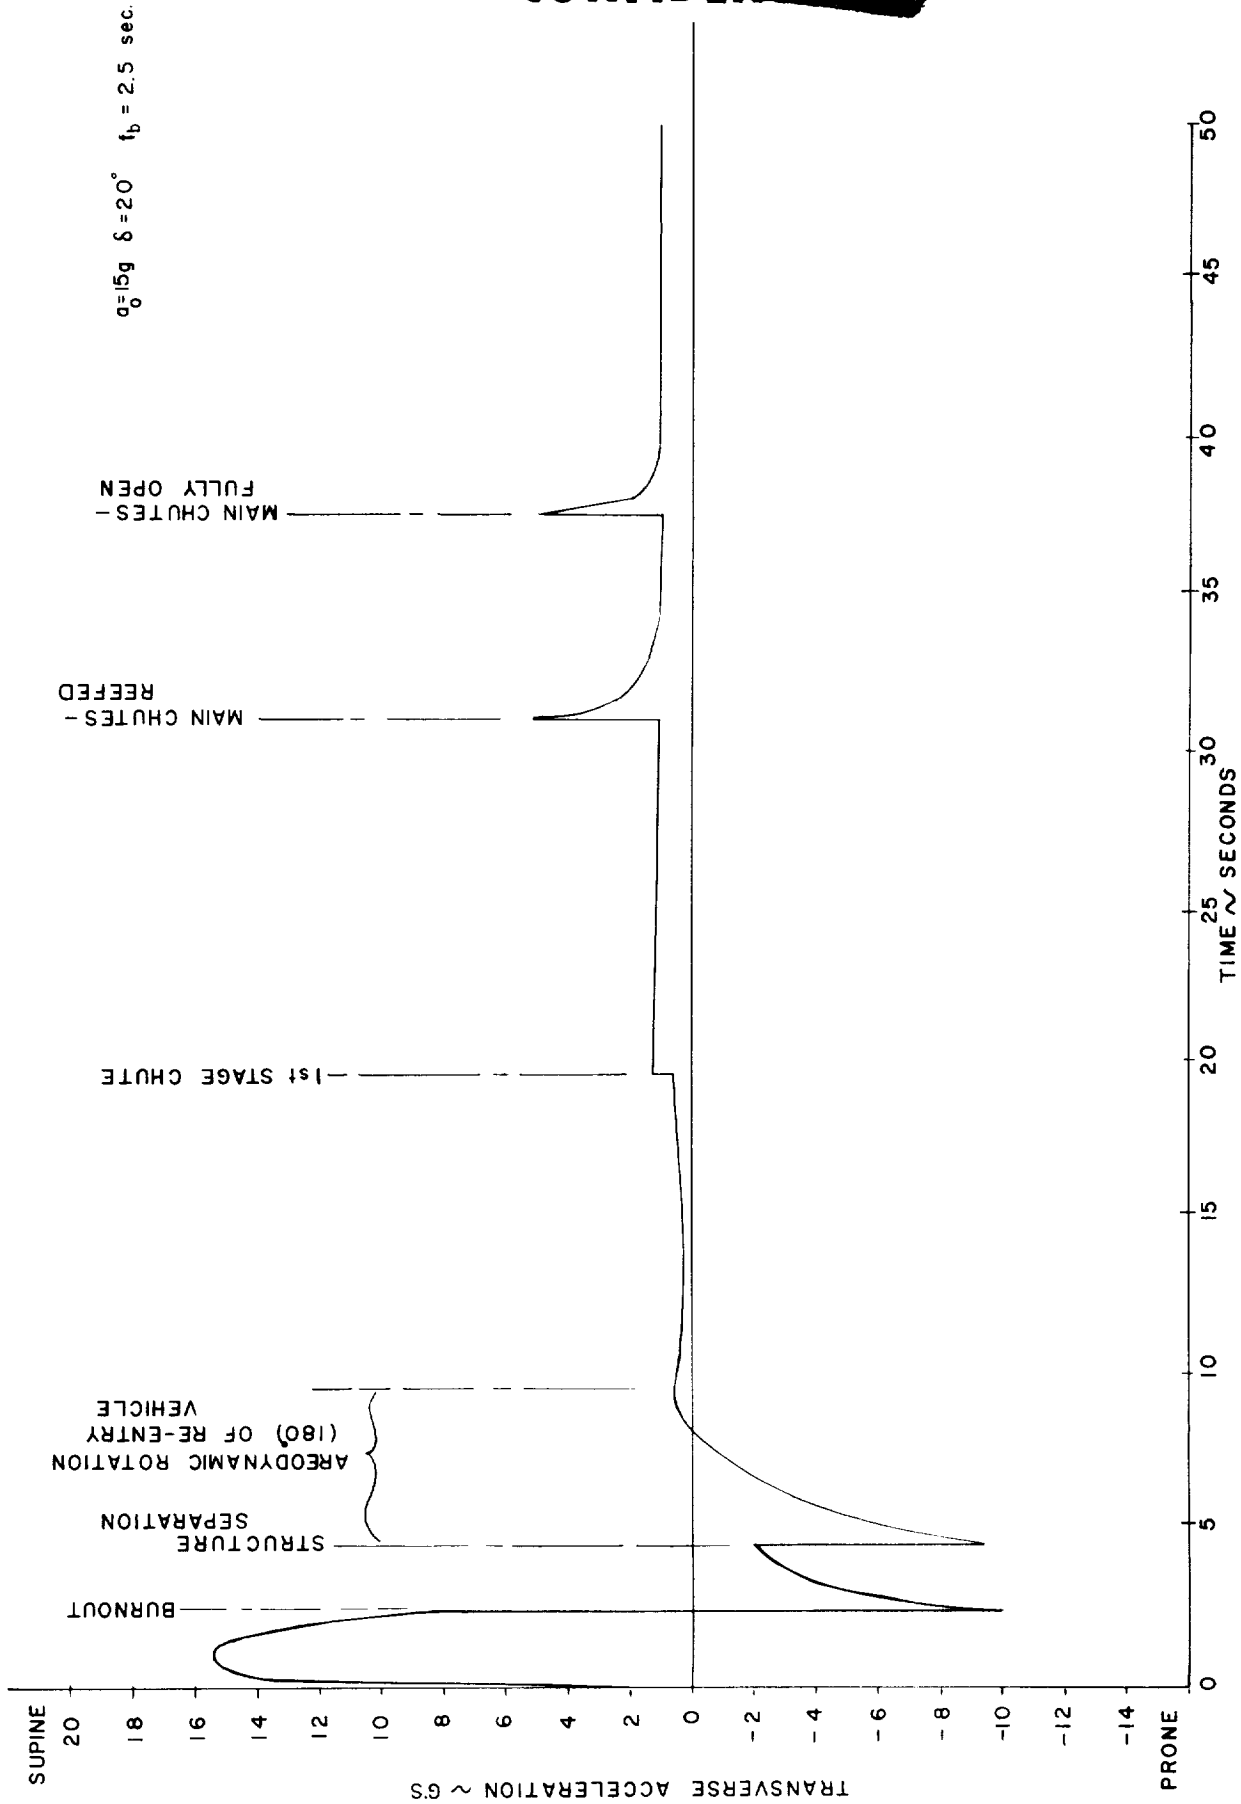 a₀=15g δ=20° t_b = 2.5 sec.
SUPINE
20
18
16
14
12
10
8
6
4
2
0
-2
-4
-6
-8
-10
-12
-14
PRONE
TRANSVERSE ACCELERATION ~ G'S
BURNOUT
STRUCTURE
SEPARATION
AREODYNAMIC ROTATION
(180°) OF RE-ENTRY
VEHICLE
1st STAGE CHUTE
MAIN CHUTES-
REEFED
MAIN CHUTES-
FULLY OPEN
0
5
10
15
20
25
30
35
40
45
50
TIME ~ SECONDS